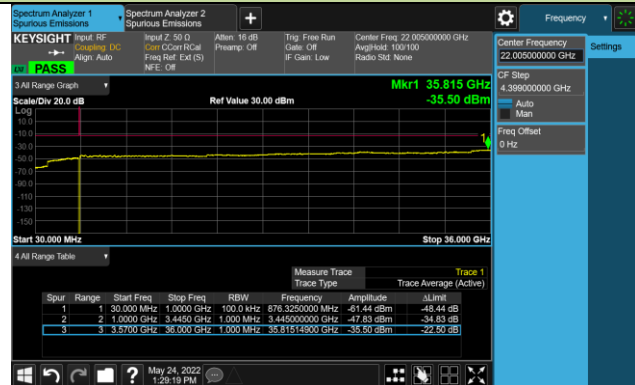 Spectrum Analyzer 1
Spurious Emissions
Spectrum Analyzer 2
Spurious Emissions
+
Frequency
KEYSIGHT
Input: RF
Coupling: DC
Align: Auto
Input Z: 50 Ω
Corr CCorr RCal
Freq Ref: Ext (S)
NFE: Off
Atten: 16 dB
Preamp: Off
Trig: Free Run
Gate: Off
IF Gain: Low
Center Freq: 22.005000000 GHz
Avg|Hold: 100/100
Radio Std: None
PASS
3 All Range Graph
Mkr1 35.815 GHz
Scale/Div 20.0 dB
Ref Value 30.00 dBm
-35.50 dBm
Log
10.0
-10.0
-30.0
-50.0
-70.0
-90.0
-110
-130
-150
1
Start 30.000 MHz
Stop 36.000 GHz
4 All Range Table
Measure Trace Trace 1
Trace Type Trace Average (Active)
Spur Range Start Freq Stop Freq RBW Frequency Amplitude ΔLimit
1 1 30.000 MHz 1.0000 GHz 100.0 kHz 876.3250000 MHz -61.44 dBm -48.44 dB
2 2 1.0000 GHz 3.4450 GHz 1.000 MHz 3.445000000 GHz -47.83 dBm -34.83 dB
3 3 3.5700 GHz 36.000 GHz 1.000 MHz 35.81514900 GHz -35.50 dBm -22.50 dB
May 24, 2022
1:29:19 PM
Center Frequency
22.005000000 GHz
Settings
CF Step
4.399000000 GHz
Auto
Man
Freq Offset
0 Hz